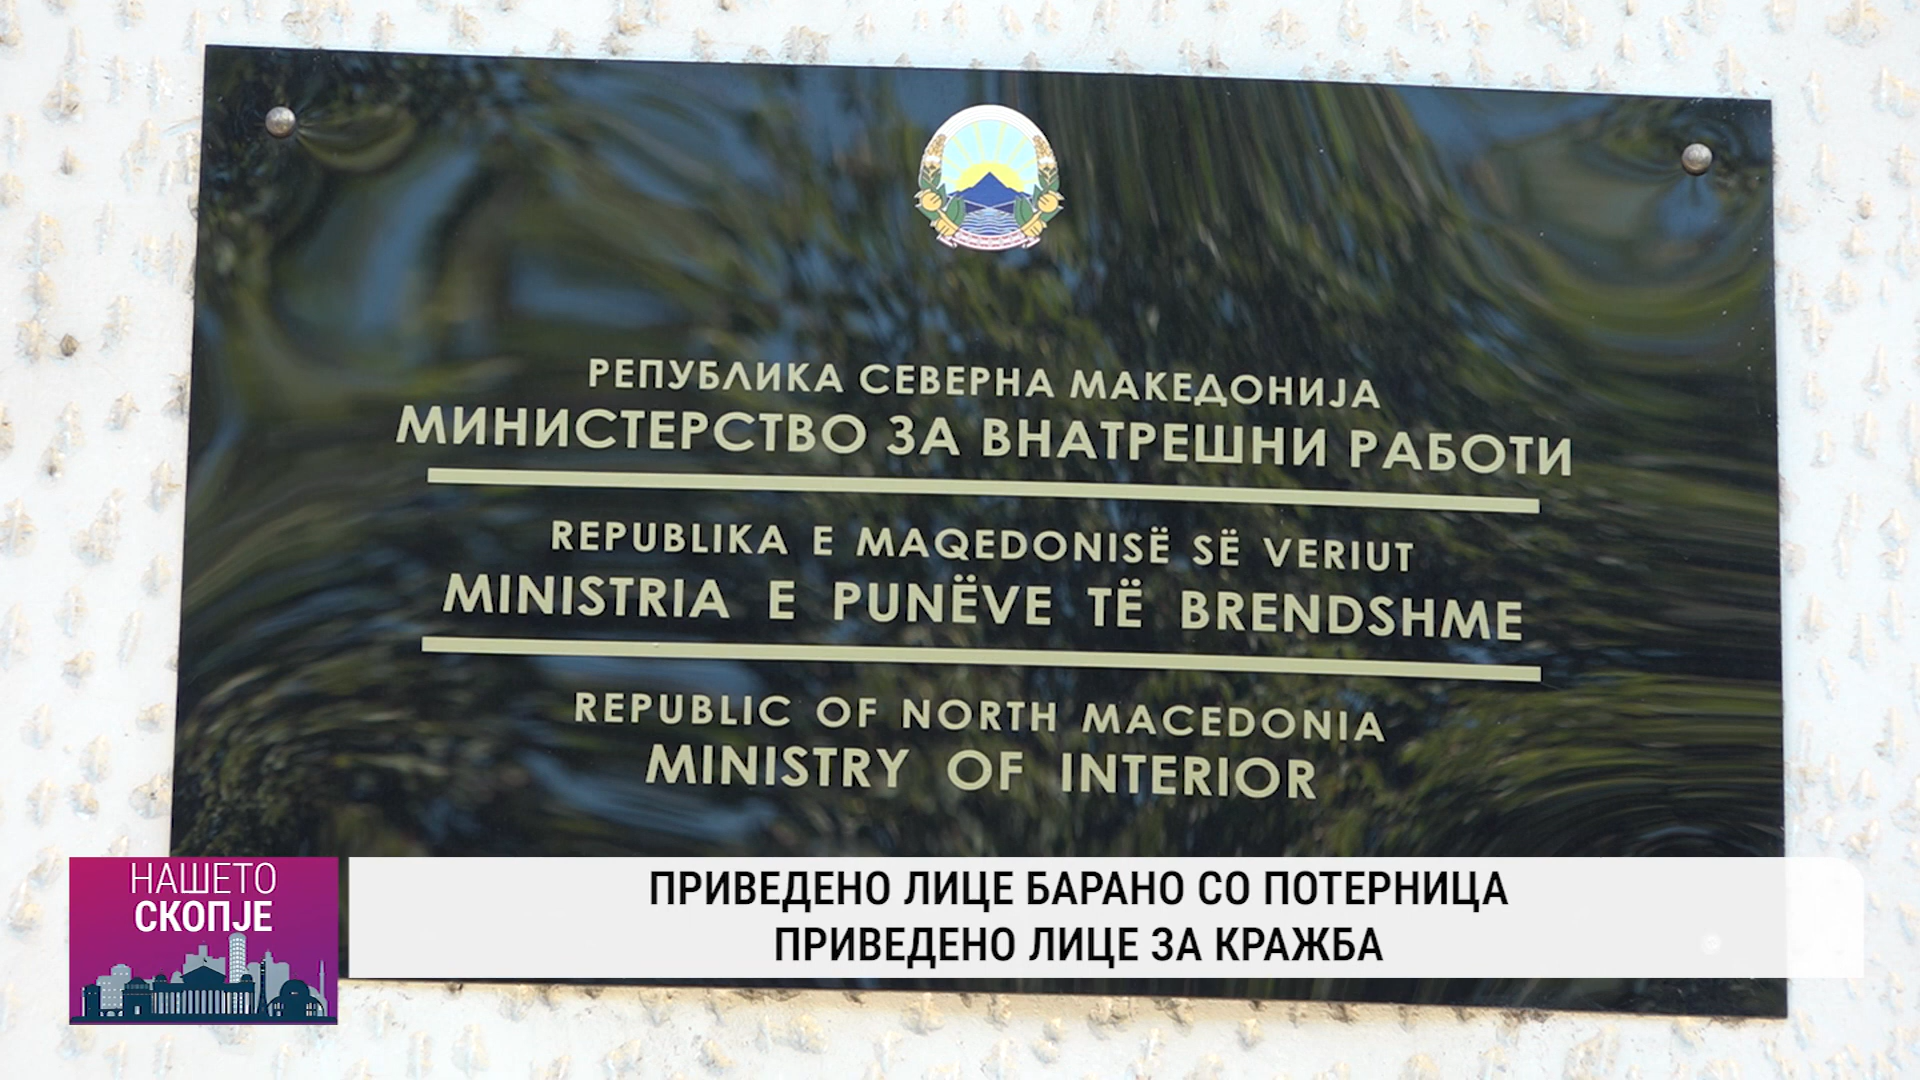 РЕПУБЛИКА СЕВЕРНА МАКЕДОНИЈА
МИНИСТЕРСТВО ЗА ВНАТРЕШНИ РАБОТИ
REPUBLIKA E MAQEDONISË SË VERIUT
MINISTRIA E PUNËVE TË BRENDSHME
REPUBLIC OF NORTH MACEDONIA
MINISTRY OF INTERIOR
НАШЕТО
СКОПЈЕ
ПРИВЕДЕНО ЛИЦЕ БАРАНО СО ПОТЕРНИЦА
ПРИВЕДЕНО ЛИЦЕ ЗА КРАЖБА